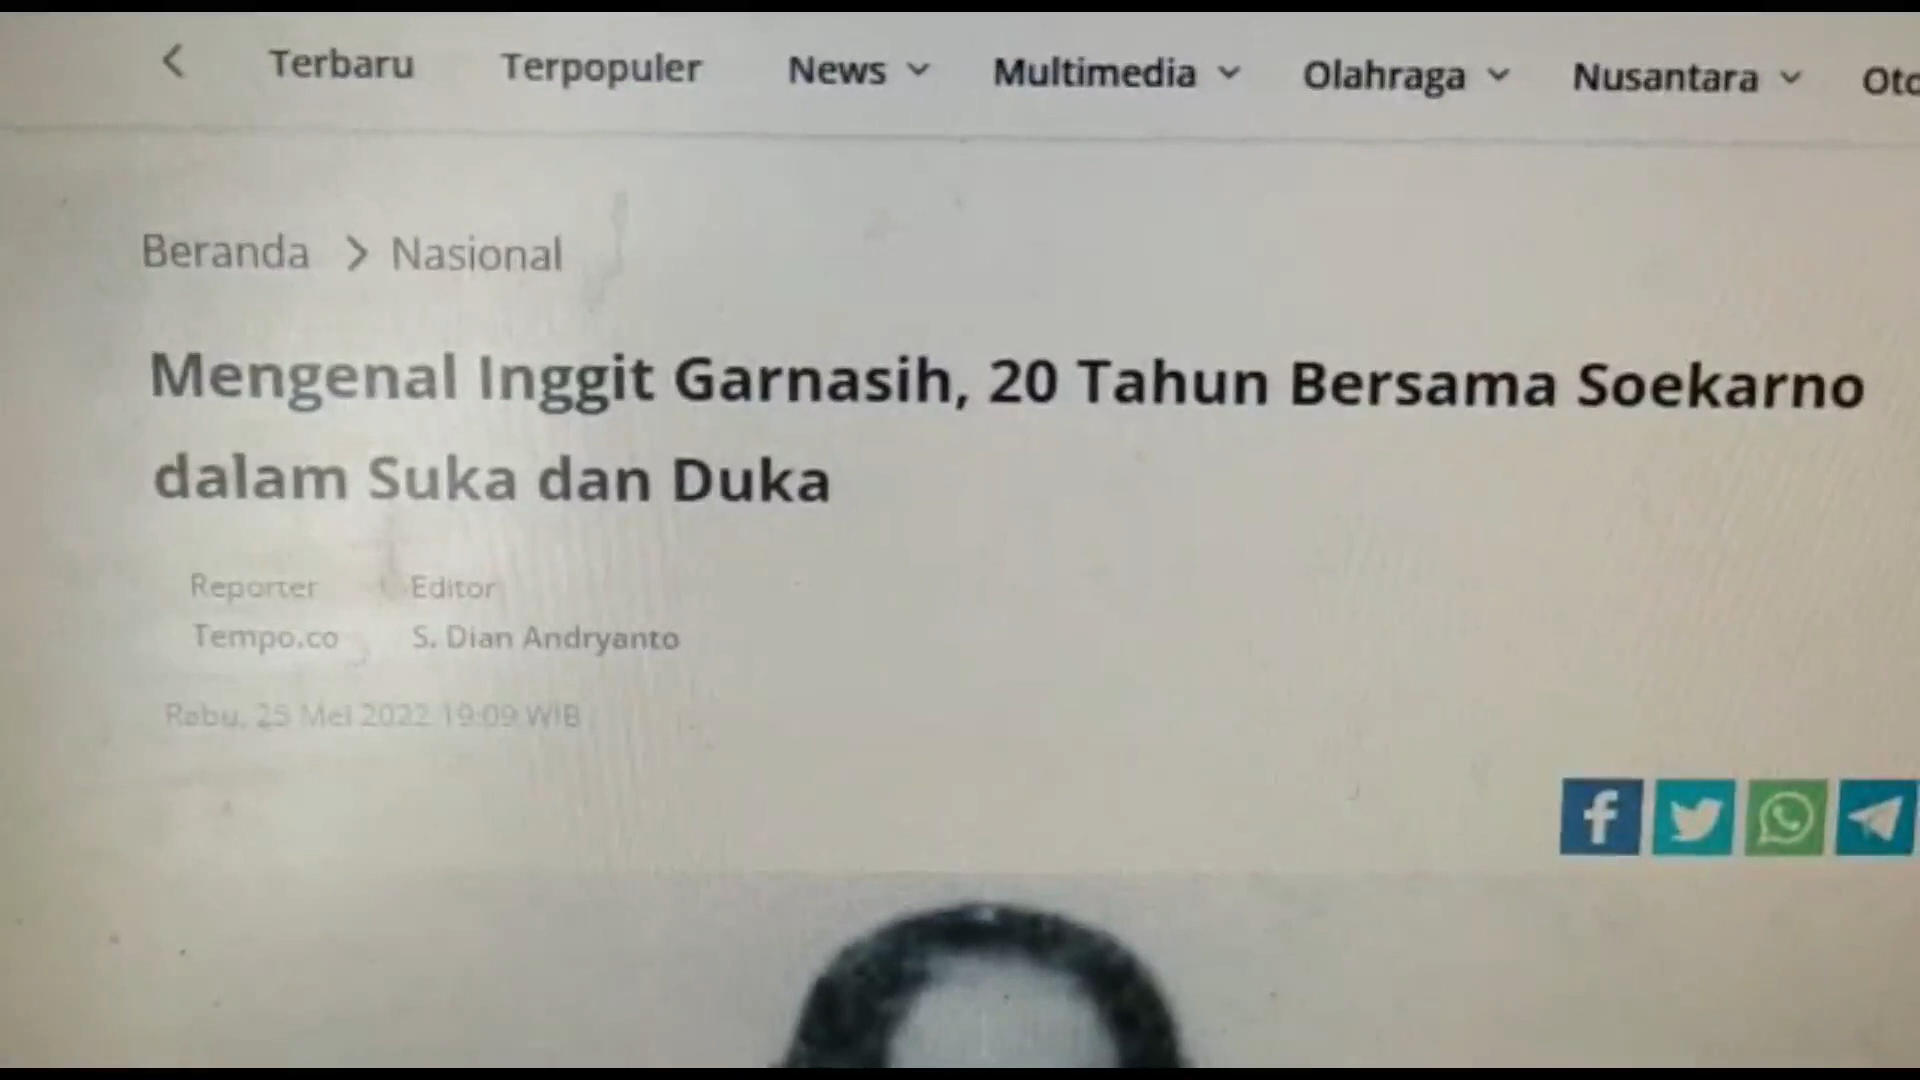 Terbaru Terpopuler News Multimedia Olahraga Nusantara Oto
Beranda > Nasional
Mengenal Inggit Garnasih, 20 Tahun Bersama Soekarno
dalam Suka dan Duka
Reporter Editor
Tempo.co S. Dian Andryanto
Rabu, 25 Mei 2022 19:09 WIB